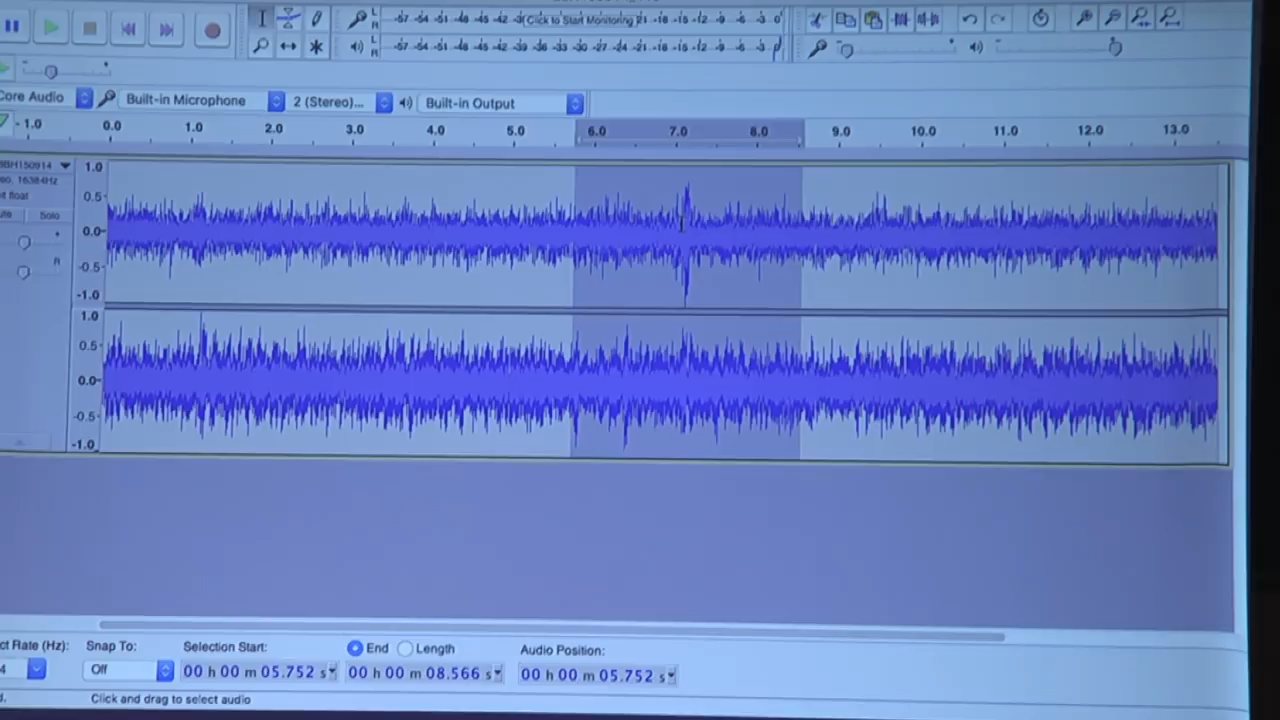 L
R
-57 -54 -51 -48 -45 -42 Click to Start Monitoring -18 -15 -12 -9 -6 -3 0
L
R
-57 -54 -51 -48 -45 -42 -39 -36 -33 -30 -27 -24 -21 -18 -15 -12 -9 -6 -3
Core Audio Built-in Microphone 2 (Stereo)... Built-in Output
-1.0 0.0 1.0 2.0 3.0 4.0 5.0 6.0 7.0 8.0 9.0 10.0 11.0 12.0 13.0
1.0
16384Hz
float
0.5
Solo
0.0
R
-0.5
-1.0
1.0
0.5
0.0
-0.5
-1.0
ct Rate (Hz): Snap To: Selection Start: End Length Audio Position:
4 Off 00 h 00 m 05.752 s 00 h 00 m 08.566 s 00 h 00 m 05.752 s
Click and drag to select audio